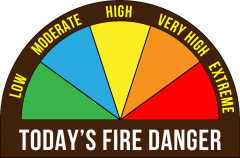 LOW
MODERATE
HIGH
VERY HIGH
EXTREME
TODAY'S FIRE DANGER